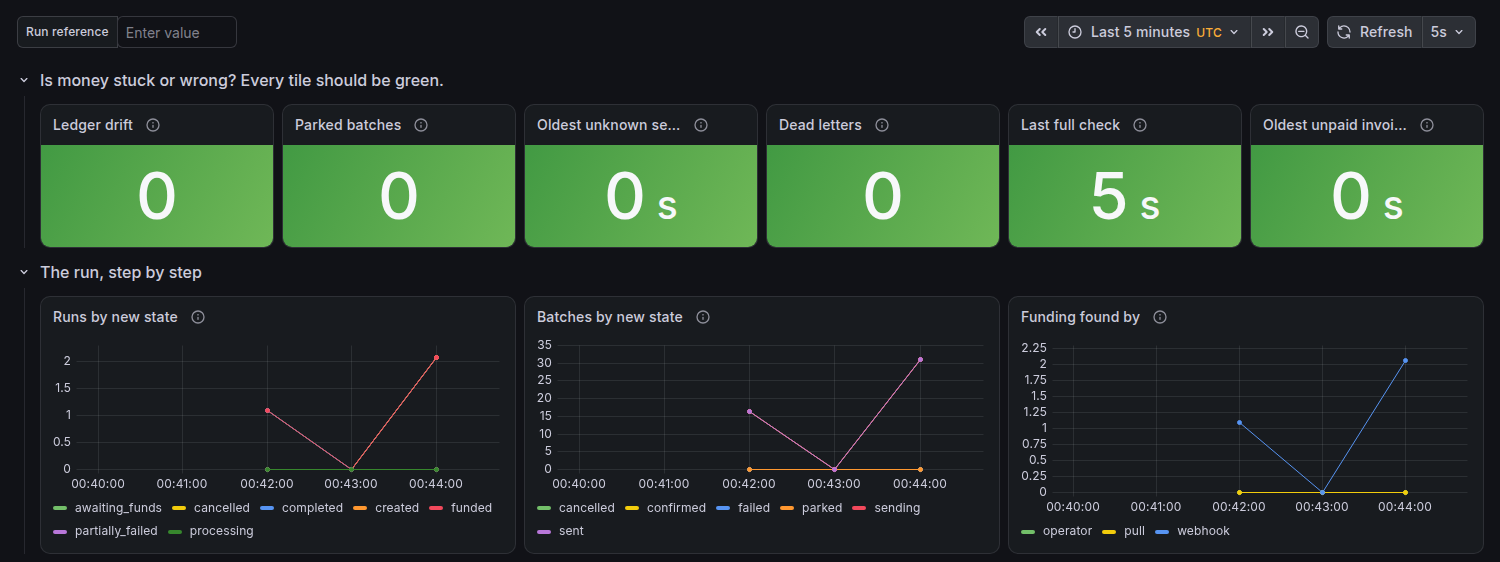 Run reference Enter value Last 5 minutes UTC Refresh 5s
Is money stuck or wrong? Every tile should be green.
Ledger drift Parked batches Oldest unknown se... Dead letters Last full check Oldest unpaid invoi...
0 0 0 s 0 5 s 0 s
The run, step by step
Runs by new state
2
1.5
1
0.5
0
00:40:00 00:41:00 00:42:00 00:43:00 00:44:00
awaiting_funds cancelled completed created funded
partially_failed processing
Batches by new state
35
30
25
20
15
10
5
0
00:40:00 00:41:00 00:42:00 00:43:00 00:44:00
cancelled confirmed failed parked sending
sent
Funding found by
2.25
2
1.75
1.5
1.25
1
0.75
0.5
0.25
0
00:40:00 00:41:00 00:42:00 00:43:00 00:44:00
operator pull webhook